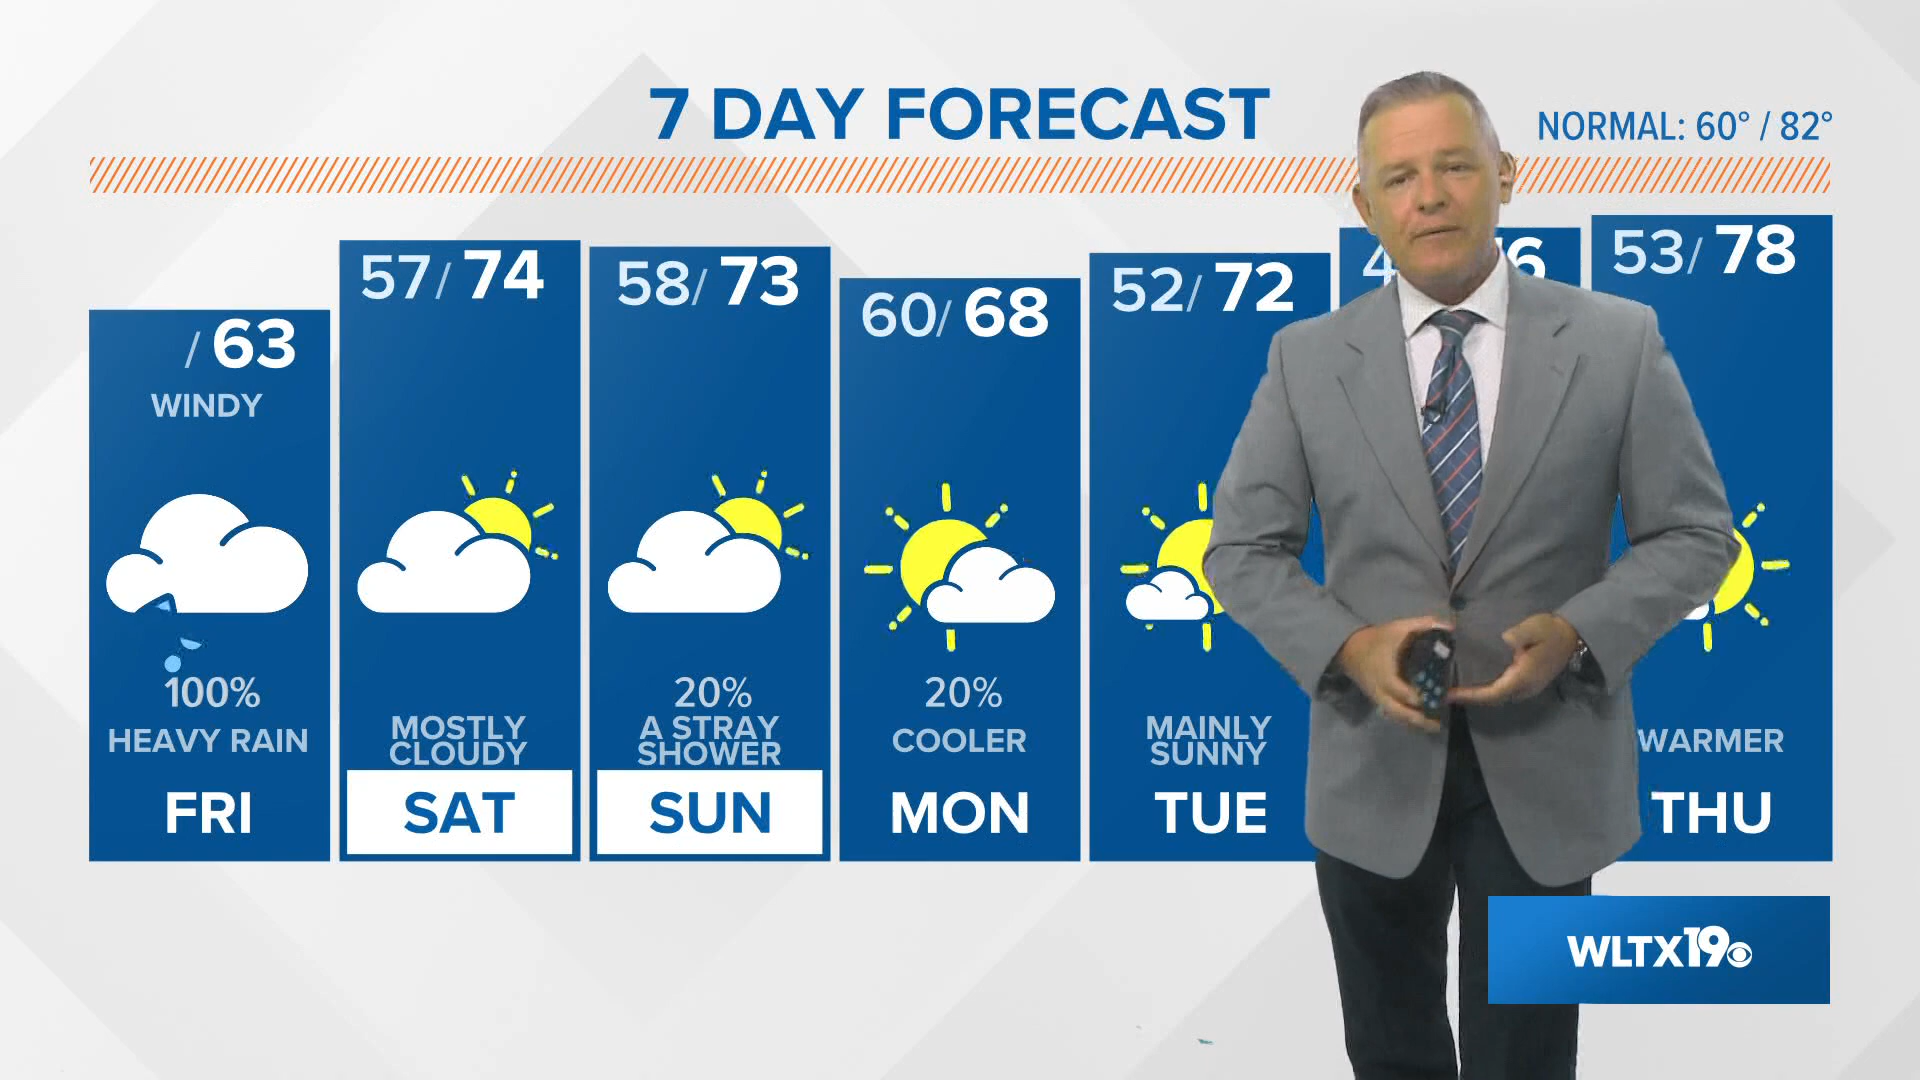 7 DAY FORECAST
NORMAL: 60° / 82°
/ 63
WINDY
100%
HEAVY RAIN
FRI
57/ 74
MOSTLY
CLOUDY
SAT
58/ 73
20%
A STRAY
SHOWER
SUN
60/ 68
20%
COOLER
MON
52/ 72
MAINLY
SUNNY
TUE
53/ 78
WARMER
THU
WLTX19